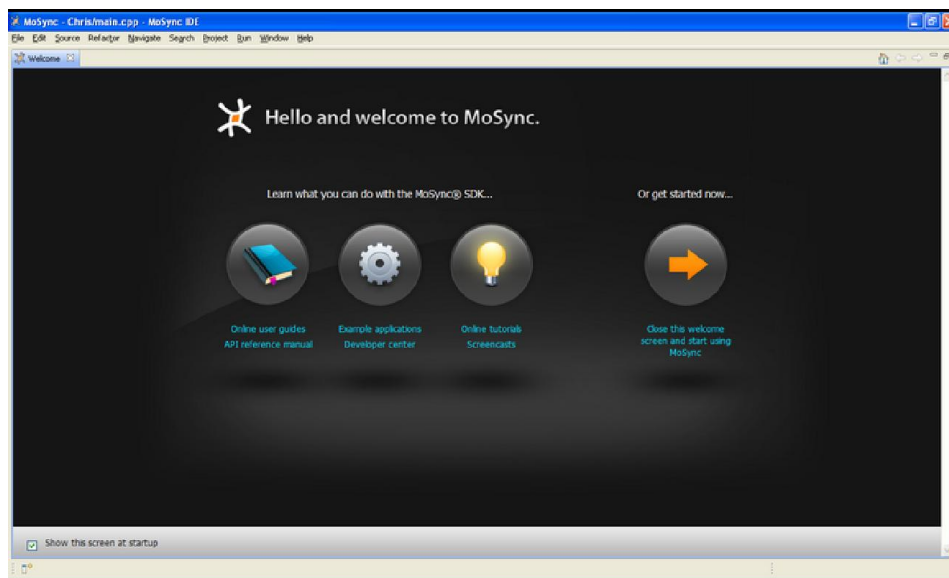 MoSync - Chris/main.cpp - MoSync IDE
File Edit Source Refactor Navigate Search Project Run Window Help
Welcome
Hello and welcome to MoSync.
Learn what you can do with the MoSync® SDK...
Or get started now...
Online user guides
API reference manual
Example applications
Developer center
Online tutorials
Screencasts
Close this welcome
screen and start using
MoSync
Show this screen at startup